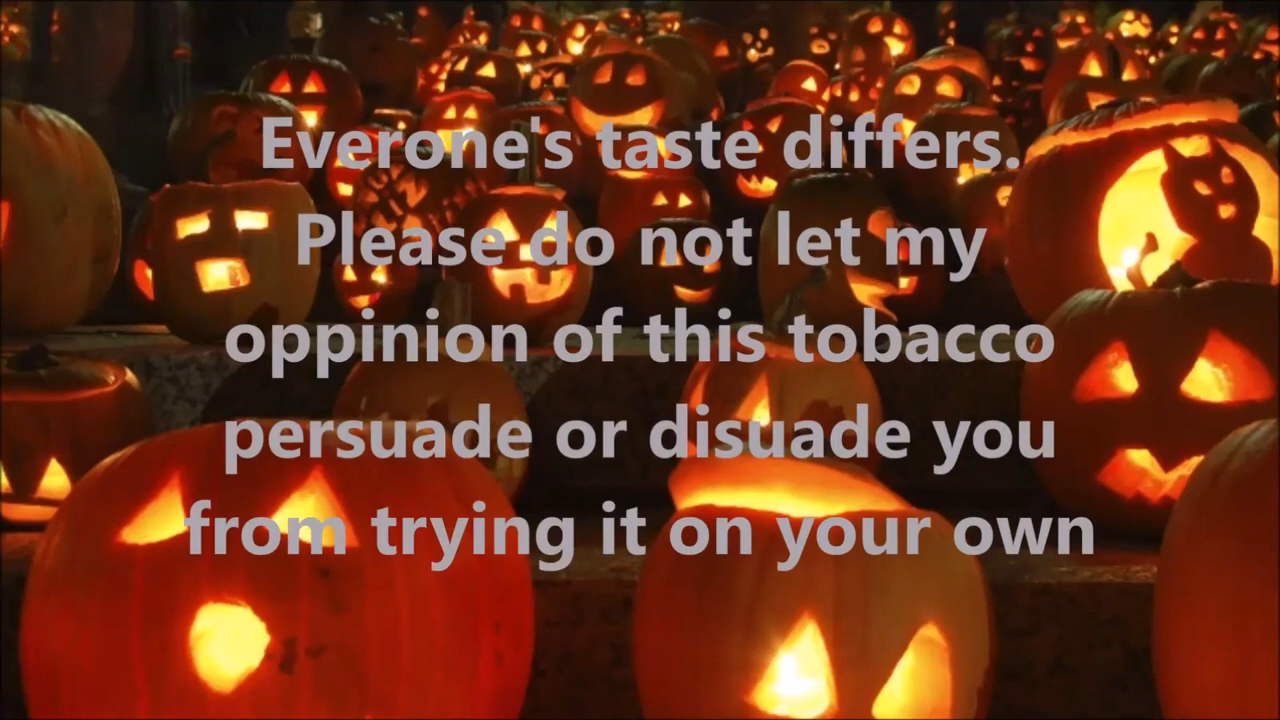 Everone's taste differs.
Please do not let my
oppinion of this tobacco
persuade or disuade you
from trying it on your own